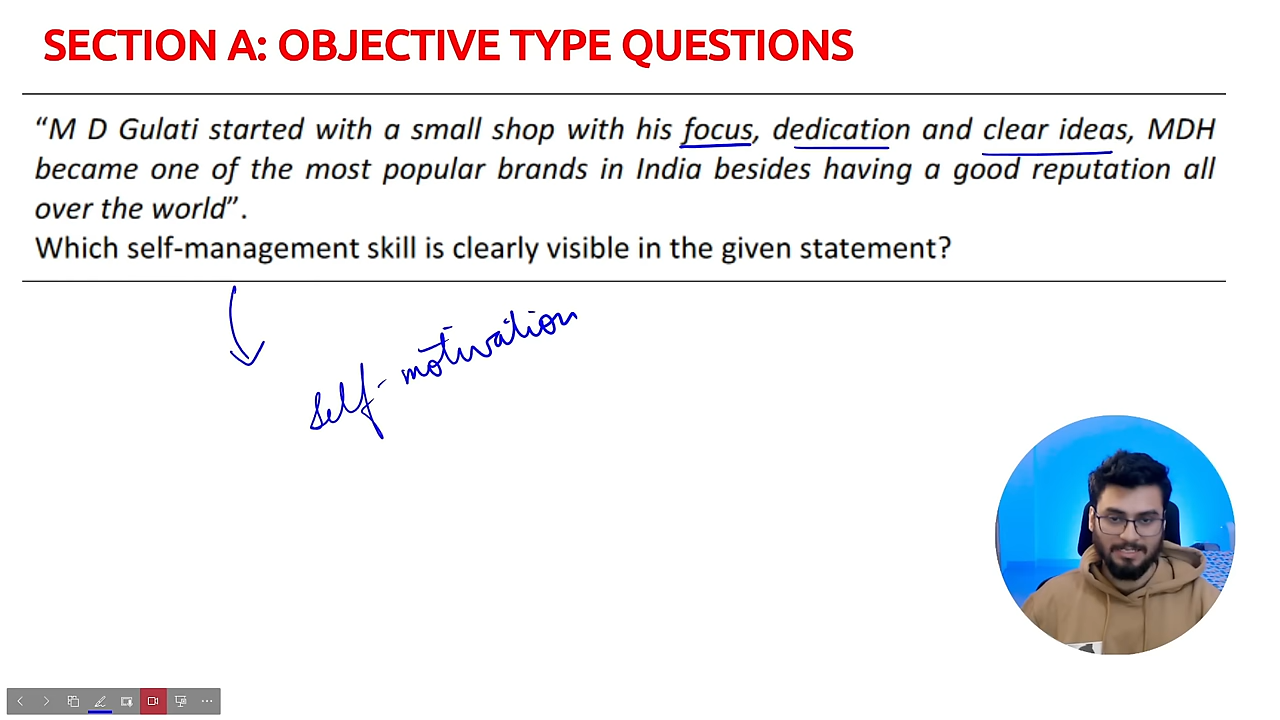 SECTION A: OBJECTIVE TYPE QUESTIONS
“M D Gulati started with a small shop with his focus, dedication and clear ideas, MDH
became one of the most popular brands in India besides having a good reputation all
over the world”.
Which self-management skill is clearly visible in the given statement?
self-motivation